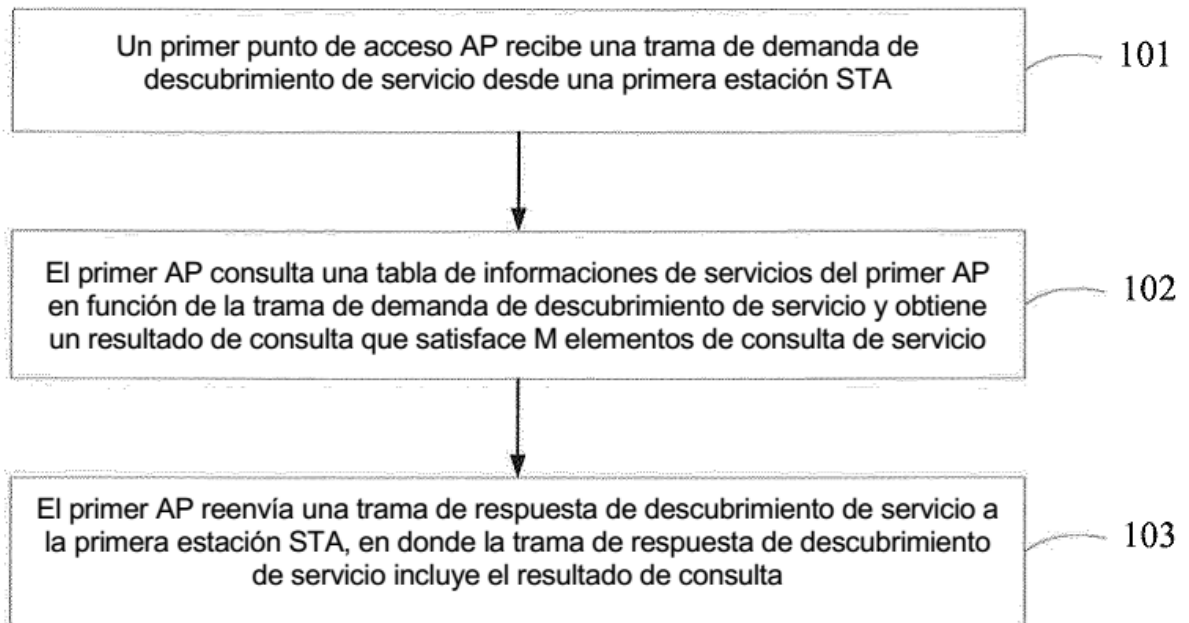 Un primer punto de acceso AP recibe una trama de demanda de
descubrimiento de servicio desde una primera estación STA
101
El primer AP consulta una tabla de informaciones de servicios del primer AP
en función de la trama de demanda de descubrimiento de servicio y obtiene
un resultado de consulta que satisface M elementos de consulta de servicio
102
El primer AP reenvía una trama de respuesta de descubrimiento de servicio a
la primera estación STA, en donde la trama de respuesta de descubrimiento
de servicio incluye el resultado de consulta
103